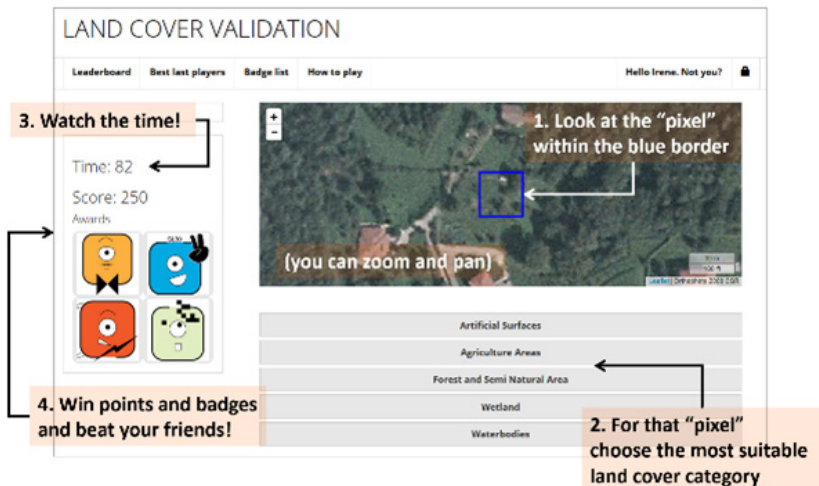 LAND COVER VALIDATION
Leaderboard Best last players Badge list How to play Hello Irene. Not you?
3. Watch the time!
+
-
1. Look at the “pixel”
within the blue border
Time: 82
Score: 250
Awards
(you can zoom and pan)
100 ft
Leaflet |
Artificial Surfaces
Agriculture Areas
Forest and Semi Natural Area
Wetland
Waterbodies
4. Win points and badges
and beat your friends!
2. For that “pixel”
choose the most suitable
land cover category